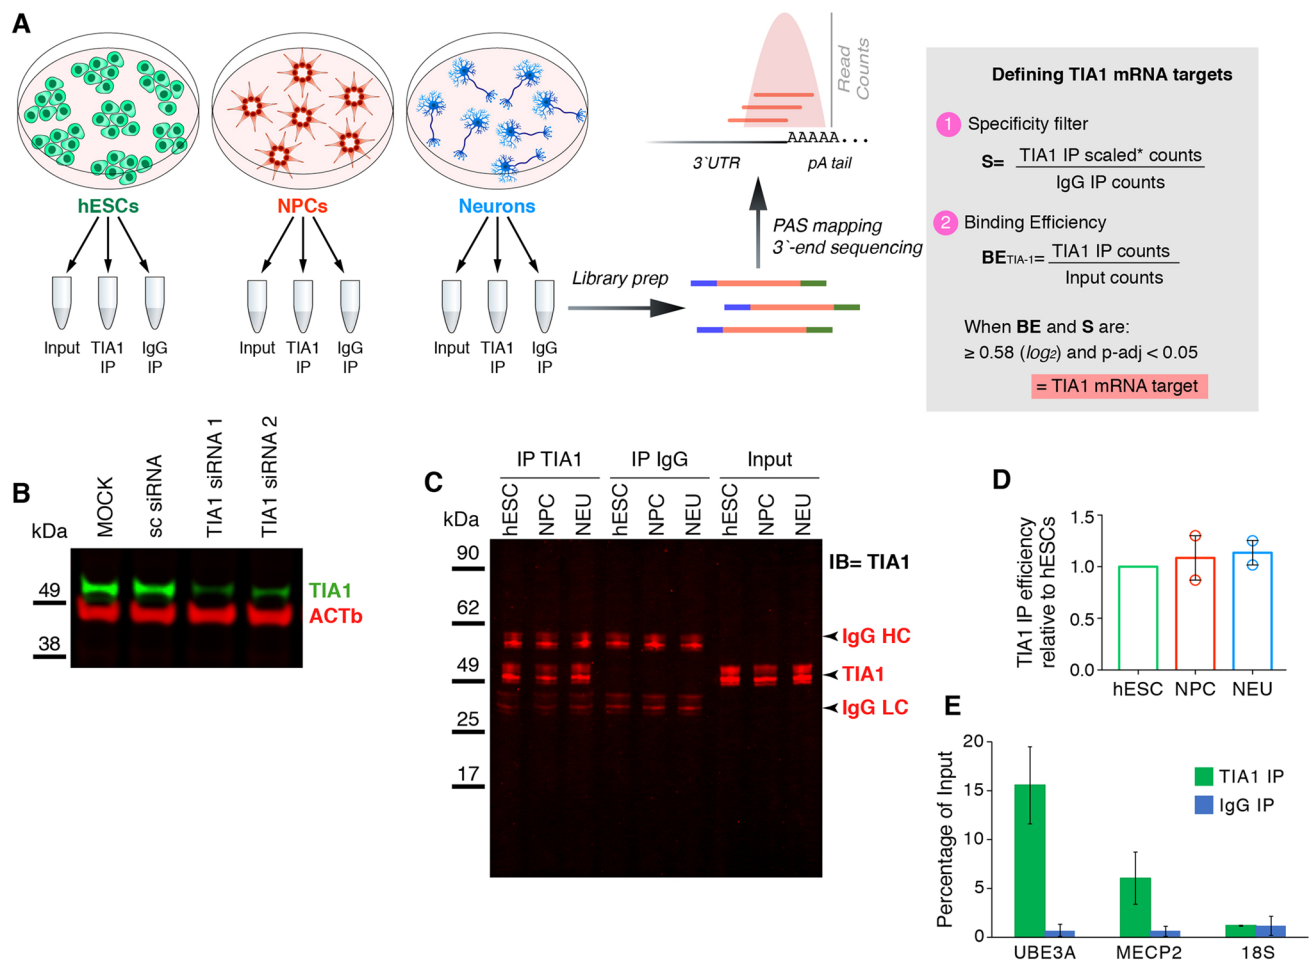 A
hESCs
NPCs
Neurons
Input
TIA1
IP
IgG
IP
Input
TIA1
IP
IgG
IP
Input
TIA1
IP
IgG
IP
Library prep
PAS mapping
3`-end sequencing
Read
Counts
AAAAA...
3`UTR
pA tail
Defining TIA1 mRNA targets
1 Specificity filter
S= TIA1 IP scaled* counts
IgG IP counts
2 Binding Efficiency
BETIA-1= TIA1 IP counts
Input counts
When BE and S are:
≥ 0.58 (log2) and p-adj < 0.05
= TIA1 mRNA target
B
kDa
MOCK
sc siRNA
TIA1 siRNA 1
TIA1 siRNA 2
49
38
TIA1
ACTb
C
IP TIA1
IP IgG
Input
kDa
hESC
NPC
NEU
hESC
NPC
NEU
hESC
NPC
NEU
90
62
49
25
17
IB= TIA1
IgG HC
TIA1
IgG LC
D
TIA1 IP efficiency
relative to hESCs
1.5
1.0
0.5
0.0
hESC
NPC
NEU
E
Percentage of Input
20
15
10
5
0
TIA1 IP
IgG IP
UBE3A
MECP2
18S